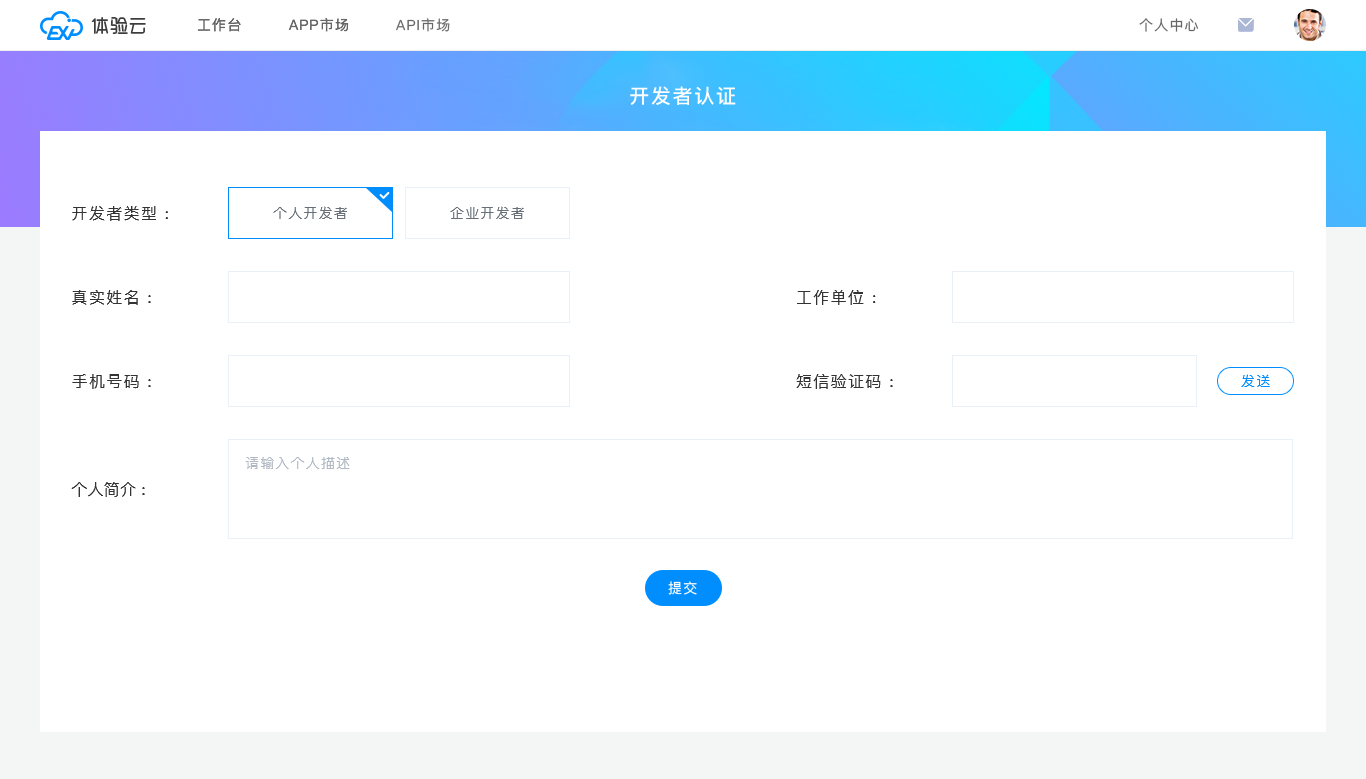 EXP 体验云 工作台 APP市场 API市场 个人中心
开发者认证
开发者类型： 个人开发者 企业开发者
真实姓名： 工作单位：
手机号码： 短信验证码： 发送
个人简介： 请输入个人描述
提交